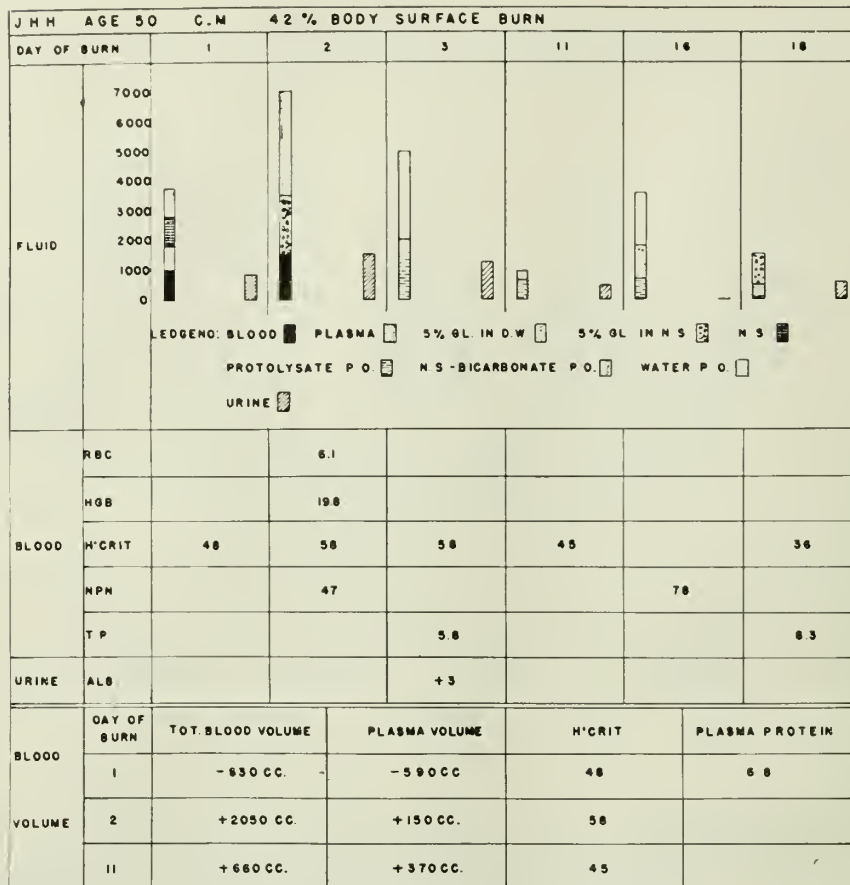 JHH AGE 50 C.M 42 % BODY SURFACE BURN
DAY OF BURN 1 2 3 11 16 18
FLUID
7000
6000
5000
4000
3000
2000
1000
0
LEDGEND: BLOOD PLASMA 5% GL. IN D.W 5% GL IN N S N S
PROTOLYSATE P O. N.S-BICARBONATE P O. WATER P O.
URINE
RBC 6.1
HGB 19.8
BLOOD H'CRIT 48 58 58 45 36
NPN 47 78
T P 5.8 6.3
URINE ALB + 3
BLOOD VOLUME
DAY OF BURN TOT. BLOOD VOLUME PLASMA VOLUME H'CRIT PLASMA PROTEIN
1 -930 CC. -590 CC 48 6 8
2 +2050 CC. +150 CC. 58
11 +660 CC. +370 CC. 45